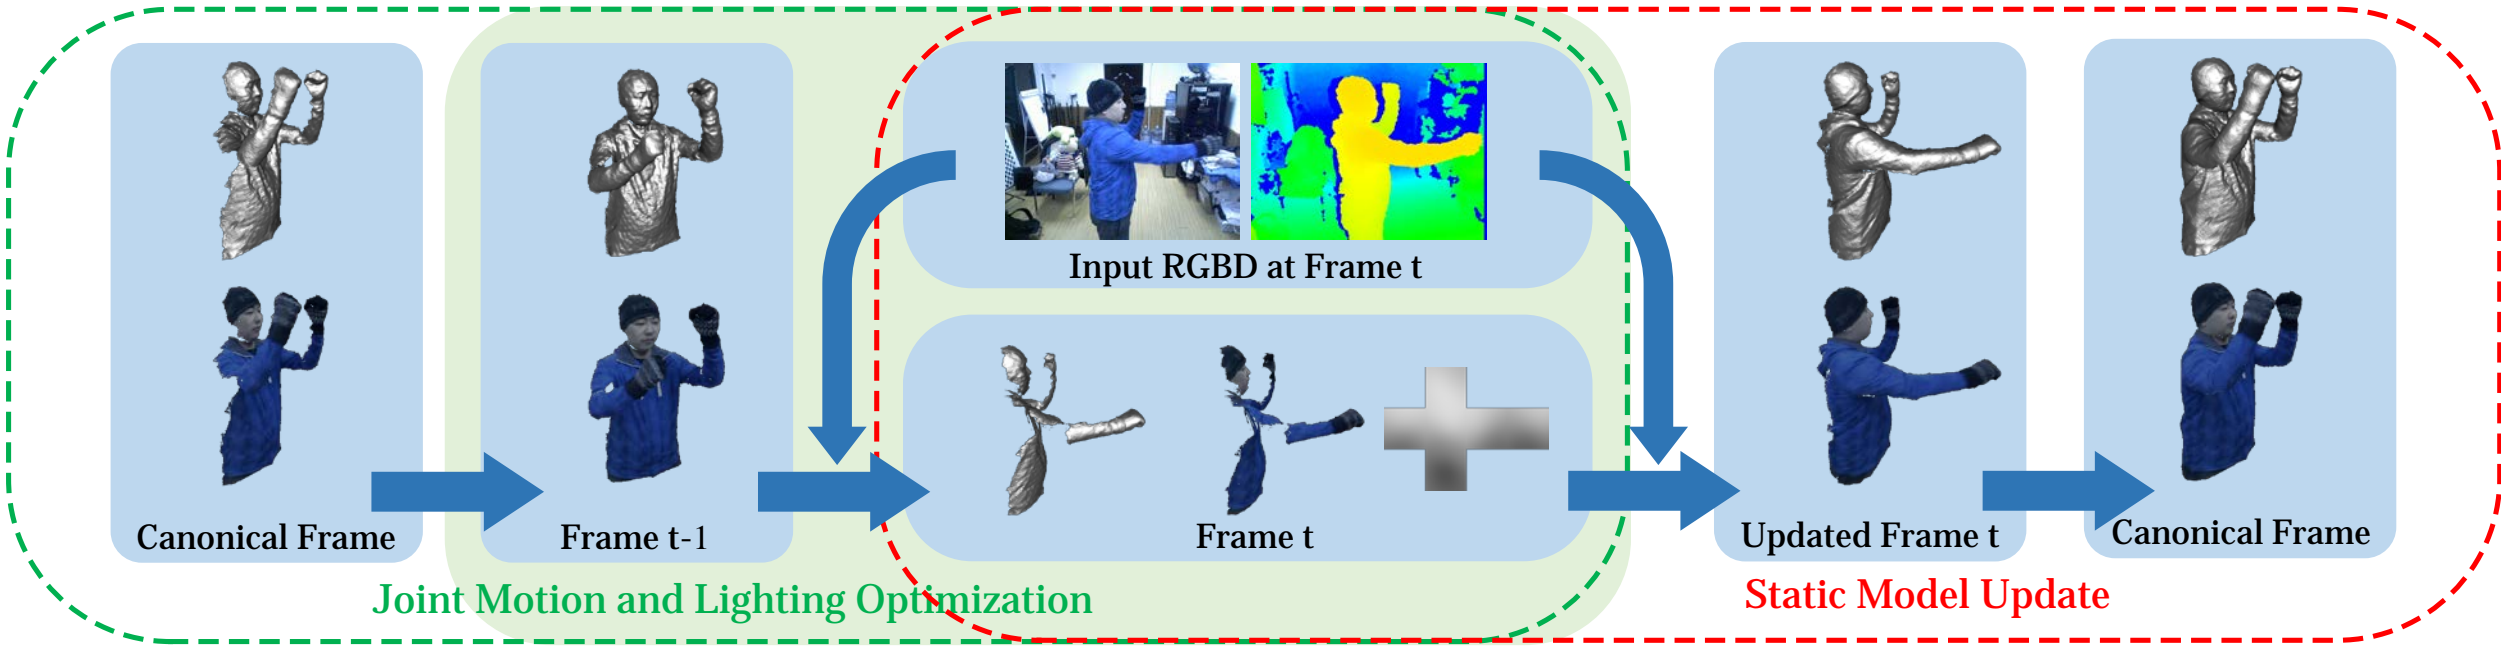 Input RGBD at Frame t
Canonical Frame
Frame t-1
Frame t
Updated Frame t
Canonical Frame
Joint Motion and Lighting Optimization
Static Model Update